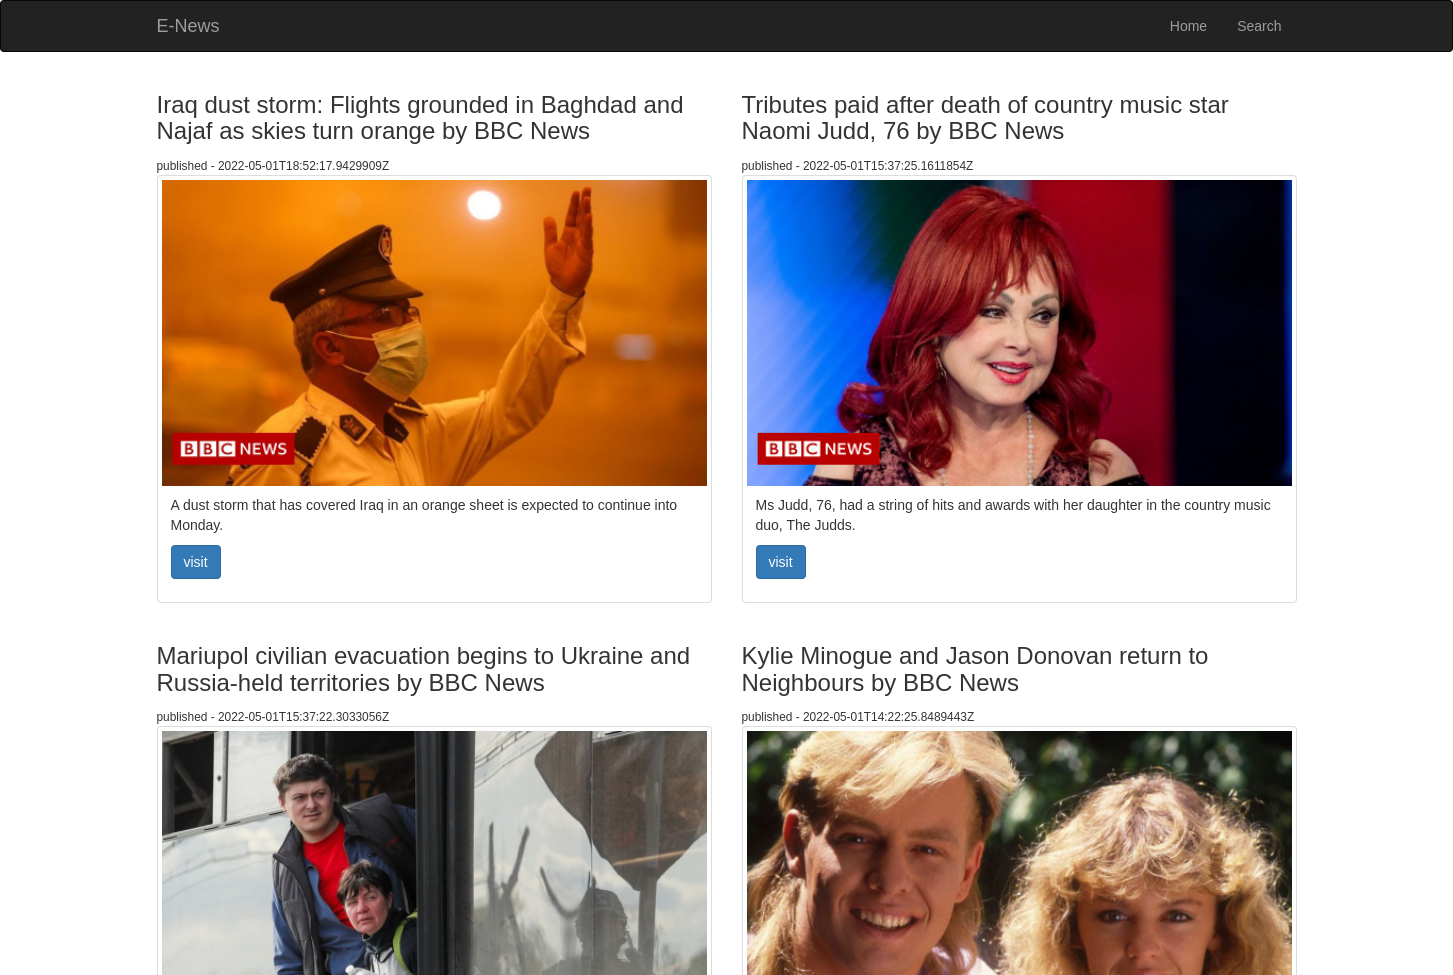 E-News
Home
Search
Iraq dust storm: Flights grounded in Baghdad and
Najaf as skies turn orange by BBC News
published - 2022-05-01T18:52:17.9429909Z
BBC NEWS
A dust storm that has covered Iraq in an orange sheet is expected to continue into
Monday.
visit
Tributes paid after death of country music star
Naomi Judd, 76 by BBC News
published - 2022-05-01T15:37:25.1611854Z
BBC NEWS
Ms Judd, 76, had a string of hits and awards with her daughter in the country music
duo, The Judds.
visit
Mariupol civilian evacuation begins to Ukraine and
Russia-held territories by BBC News
published - 2022-05-01T15:37:22.3033056Z
Kylie Minogue and Jason Donovan return to
Neighbours by BBC News
published - 2022-05-01T14:22:25.8489443Z